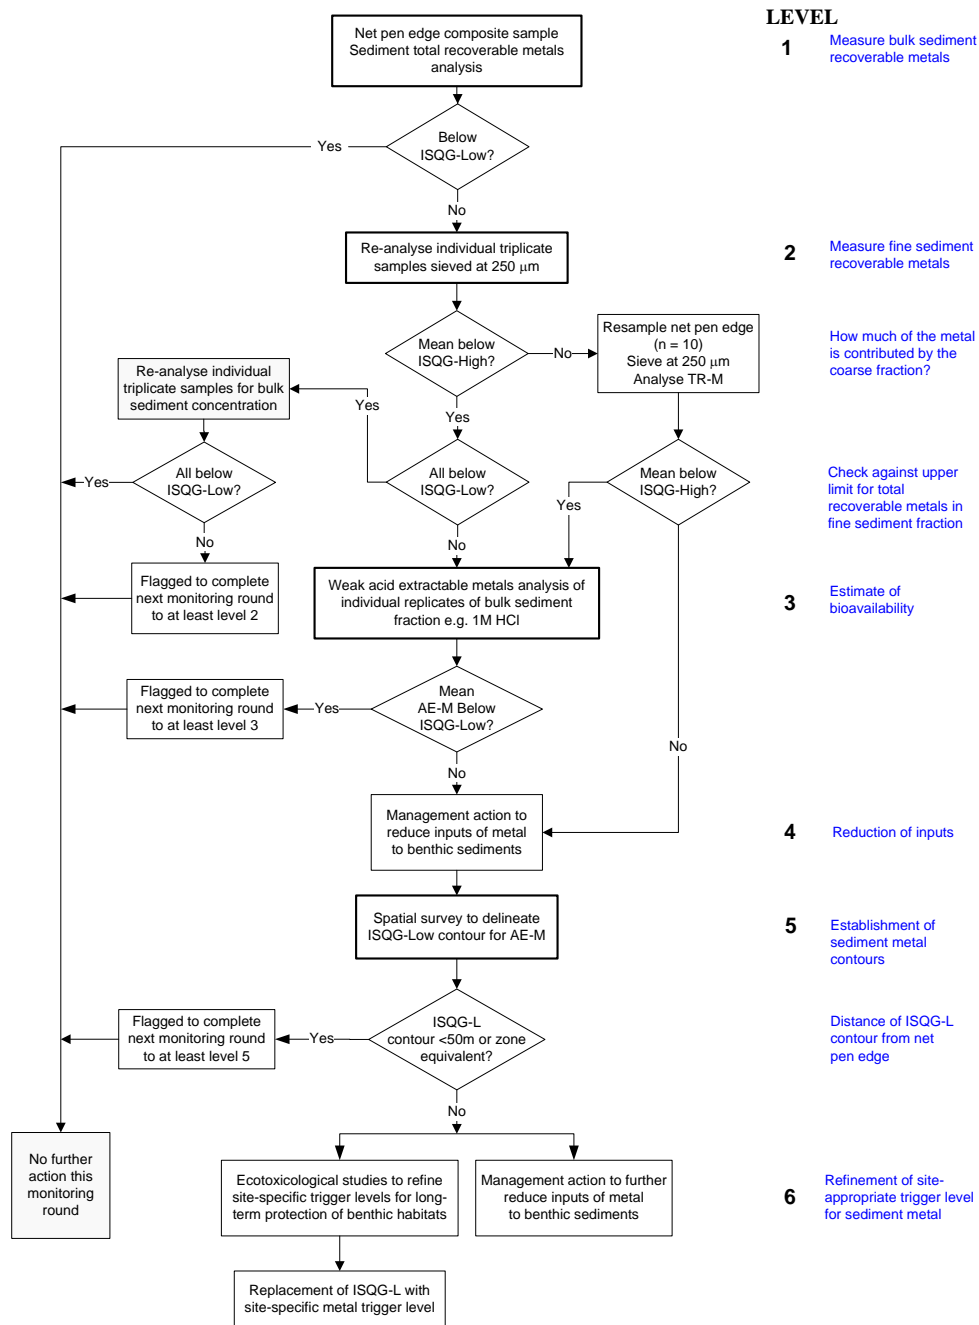 LEVEL
Net pen edge composite sample
Sediment total recoverable metals
analysis
1
Measure bulk sediment
recoverable metals
Below
ISQG-Low?
Yes
No
Re-analyse individual triplicate
samples sieved at 250 µm
2
Measure fine sediment
recoverable metals
Mean below
ISQG-High?
No
Resample net pen edge
(n = 10)
Sieve at 250 µm
Analyse TR-M
How much of the metal
is contributed by the
coarse fraction?
Re-analyse individual
triplicate samples for bulk
sediment concentration
Yes
Yes
All below
ISQG-Low?
Yes
All below
ISQG-Low?
Mean below
ISQG-High?
Check against upper
limit for total
recoverable metals in
fine sediment fraction
Yes
No
No
Flagged to complete
next monitoring round
to at least level 2
Weak acid extractable metals analysis of
individual replicates of bulk sediment
fraction e.g. 1M HCl
3
Estimate of
bioavailability
Flagged to complete
next monitoring round
to at least level 3
Yes
Mean
AE-M Below
ISQG-Low?
No
No
Management action to
reduce inputs of metal
to benthic sediments
4
Reduction of inputs
Spatial survey to delineate
ISQG-Low contour for AE-M
5
Establishment of
sediment metal
contours
Flagged to complete
next monitoring round
to at least level 5
Yes
ISQG-L
contour <50m or zone
equivalent?
Distance of ISQG-L
contour from net
pen edge
No
No further
action this
monitoring
round
Ecotoxicological studies to refine
site-specific trigger levels for long-
term protection of benthic habitats
Management action to further
reduce inputs of metal
to benthic sediments
6
Refinement of site-
appropriate trigger level
for sediment metal
Replacement of ISQG-L with
site-specific metal trigger level